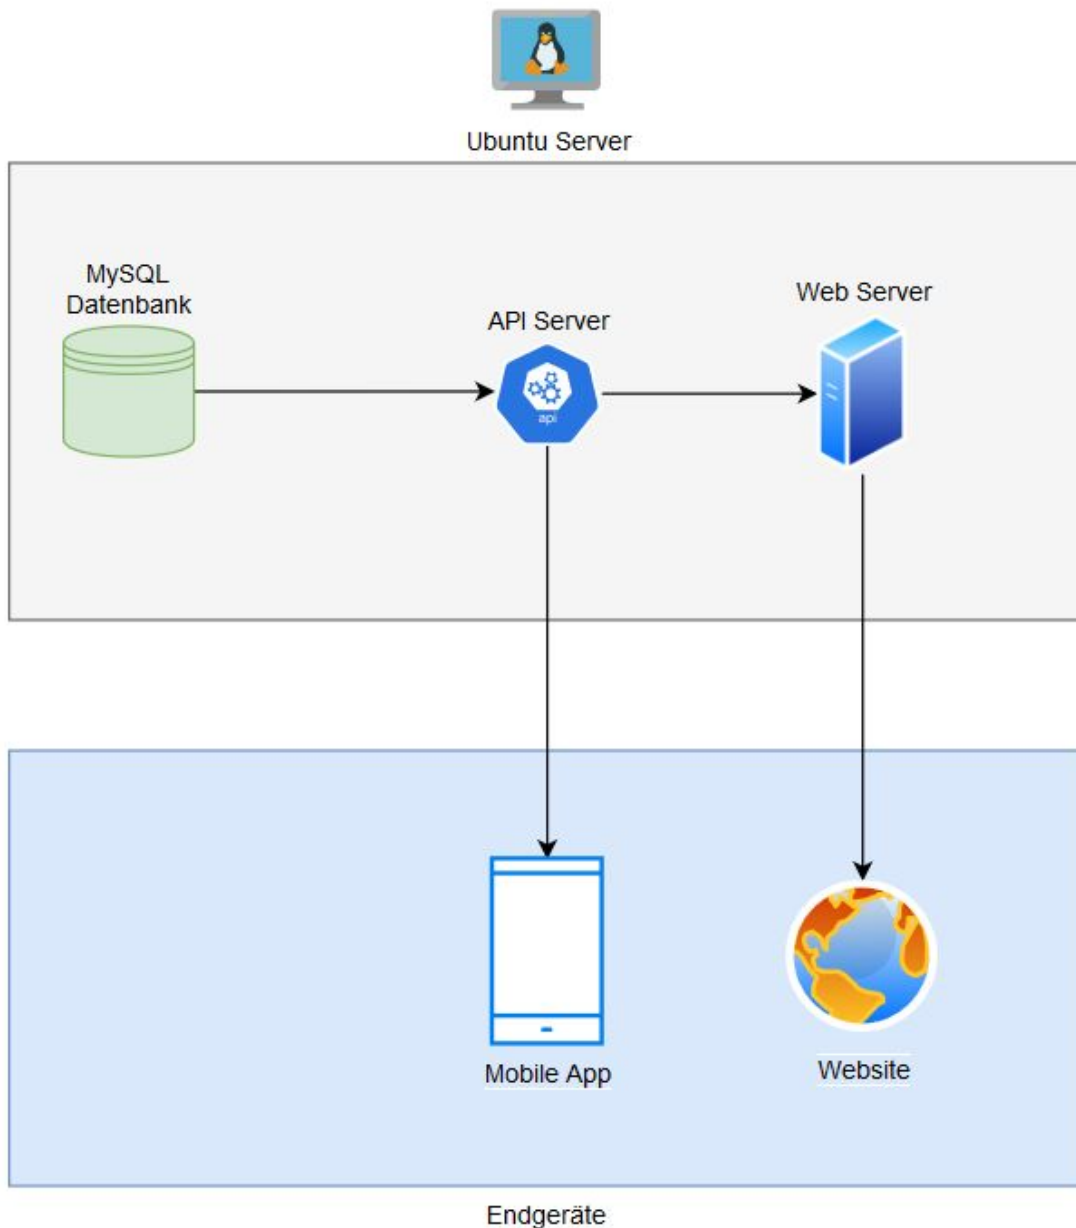 Ubuntu Server
MySQL
Datenbank
API Server
Web Server
api
Mobile App
Website
Endgeräte